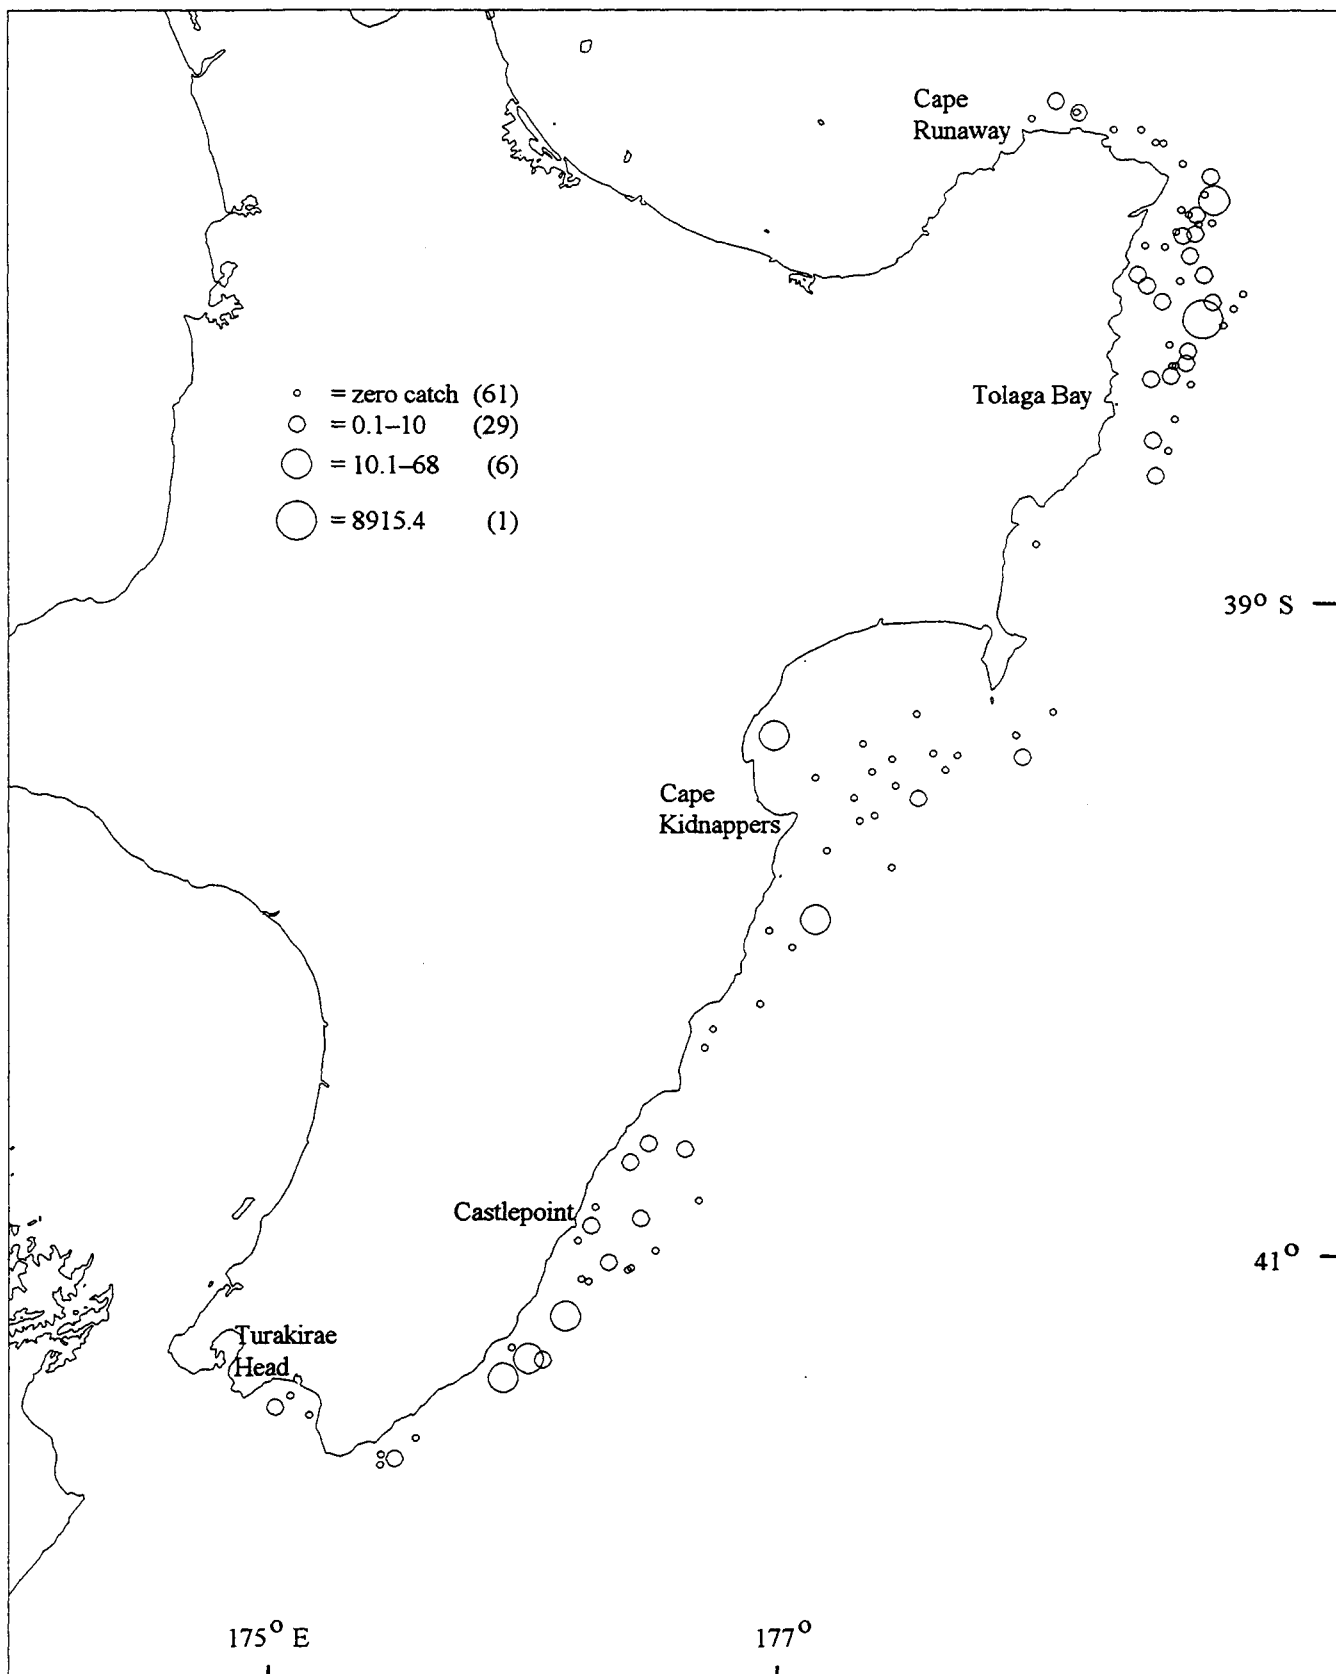 Cape
Runaway
= zero catch (61)
= 0.1–10 (29)
Tolaga Bay
= 10.1–68 (6)
= 8915.4 (1)
39° S
Cape
Kidnappers
Castlepoint
41°
Turakirae
Head
175° E
177°